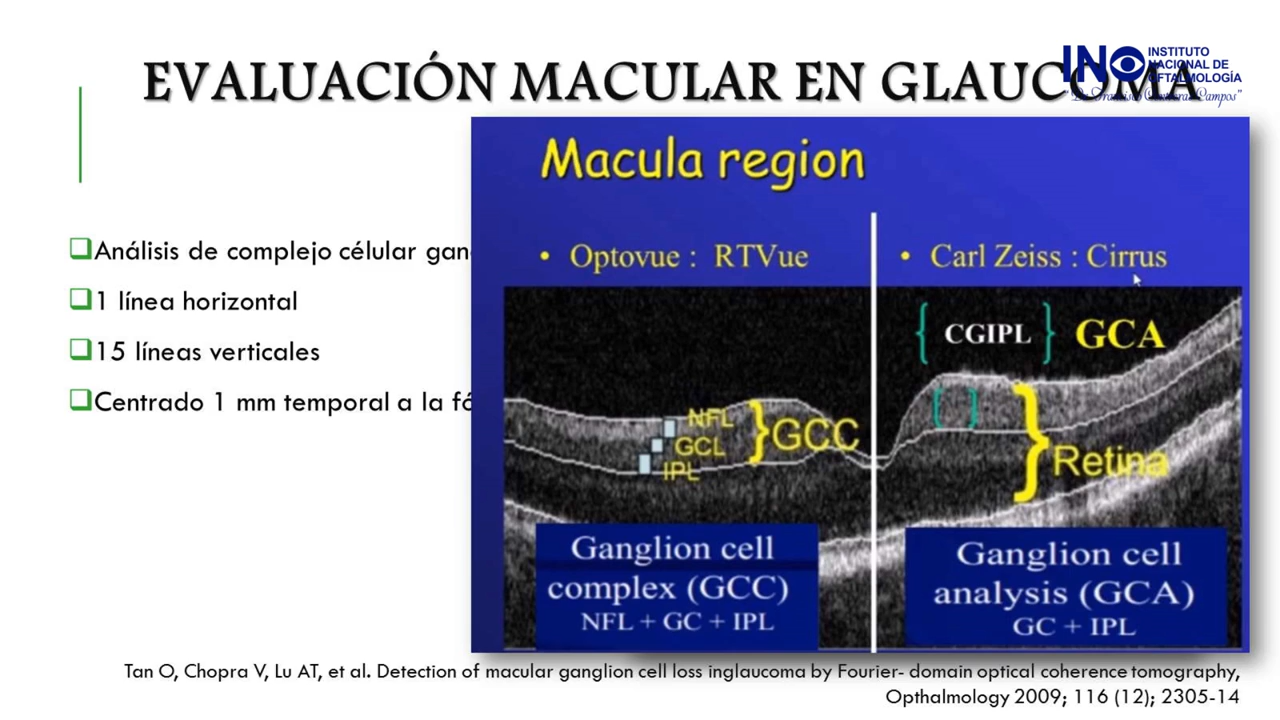 EVALUACIÓN MACULAR EN GLAUCOMA
INO
INSTITUTO
NACIONAL DE
OFTALMOLOGÍA
Campos"
Análisis de complejo célular gan
1 línea horizontal
15 líneas verticales
Centrado 1 mm temporal a la fó
Macula region
• Optovue : RTVue
NFL
GCL
IPL
GCC
Ganglion cell
complex (GCC)
NFL + GC + IPL
• Carl Zeiss : Cirrus
{ CGIPL } GCA
Retina
Ganglion cell
analysis (GCA)
GC + IPL
Tan O, Chopra V, Lu AT, et al. Detection of macular ganglion cell loss inglaucoma by Fourier- domain optical coherence tomography,
Opthalmology 2009; 116 (12); 2305-14